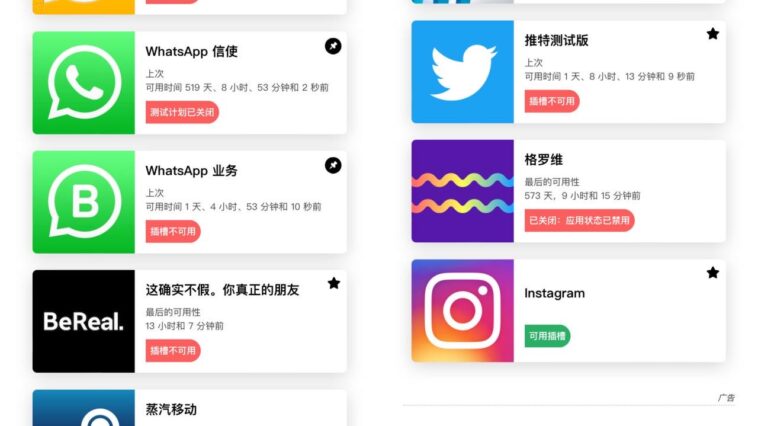 WhatsApp 信使
上次
可用时间 519 天、8 小时、53 分钟和 2 秒前
测试计划已关闭
WhatsApp 业务
上次
可用时间 1 天、4 小时、53 分钟和 10 秒前
插槽不可用
BeReal.
这确实不假。你真正的朋友
最后的可用性
13 小时和 7 分钟前
插槽不可用
蒸汽移动
推特测试版
上次
可用时间 1 天、8 小时、13 分钟和 9 秒前
插槽不可用
格罗维
最后的可用性
573 天，9 小时和 15 分钟前
已关闭：应用状态已禁用
Instagram
可用插槽
广告